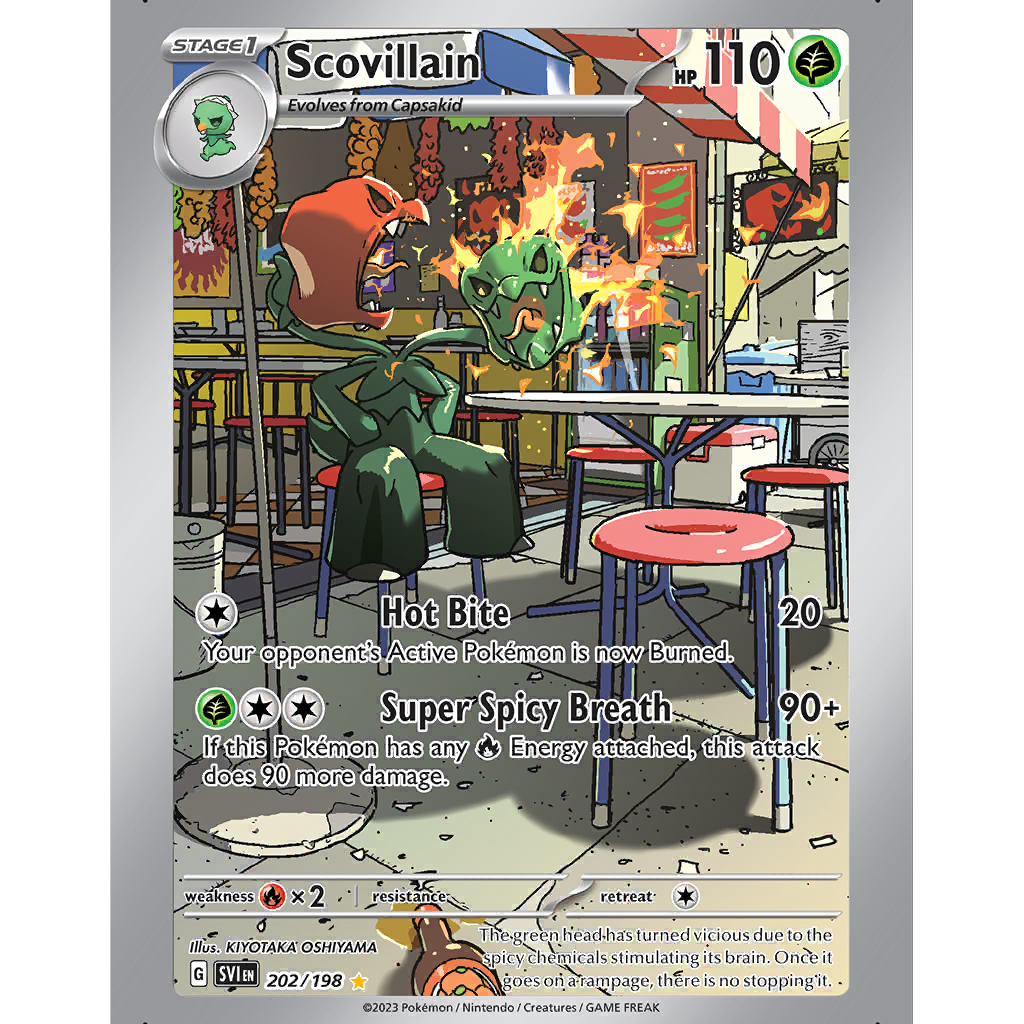 STAGE 1
Scovillain
HP 110
Evolves from Capsakid
Hot Bite 20
Your opponent's Active Pokémon is now Burned.
Super Spicy Breath 90+
If this Pokémon has any Energy attached, this attack
does 90 more damage.
weakness ×2 resistance retreat
Illus. KIYOTAKA OSHIYAMA
The green head has turned vicious due to the
spicy chemicals stimulating its brain. Once it
goes on a rampage, there is no stopping it.
G SVI EN 202/198
©2023 Pokémon / Nintendo / Creatures / GAME FREAK